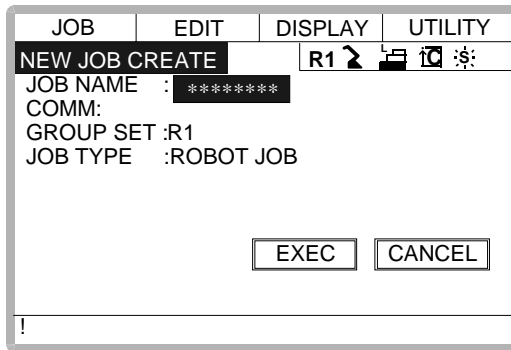 JOB EDIT DISPLAY UTILITY
NEW JOB CREATE R1 C S
JOB NAME : ********
COMM:
GROUP SET :R1
JOB TYPE :ROBOT JOB
EXEC CANCEL
!